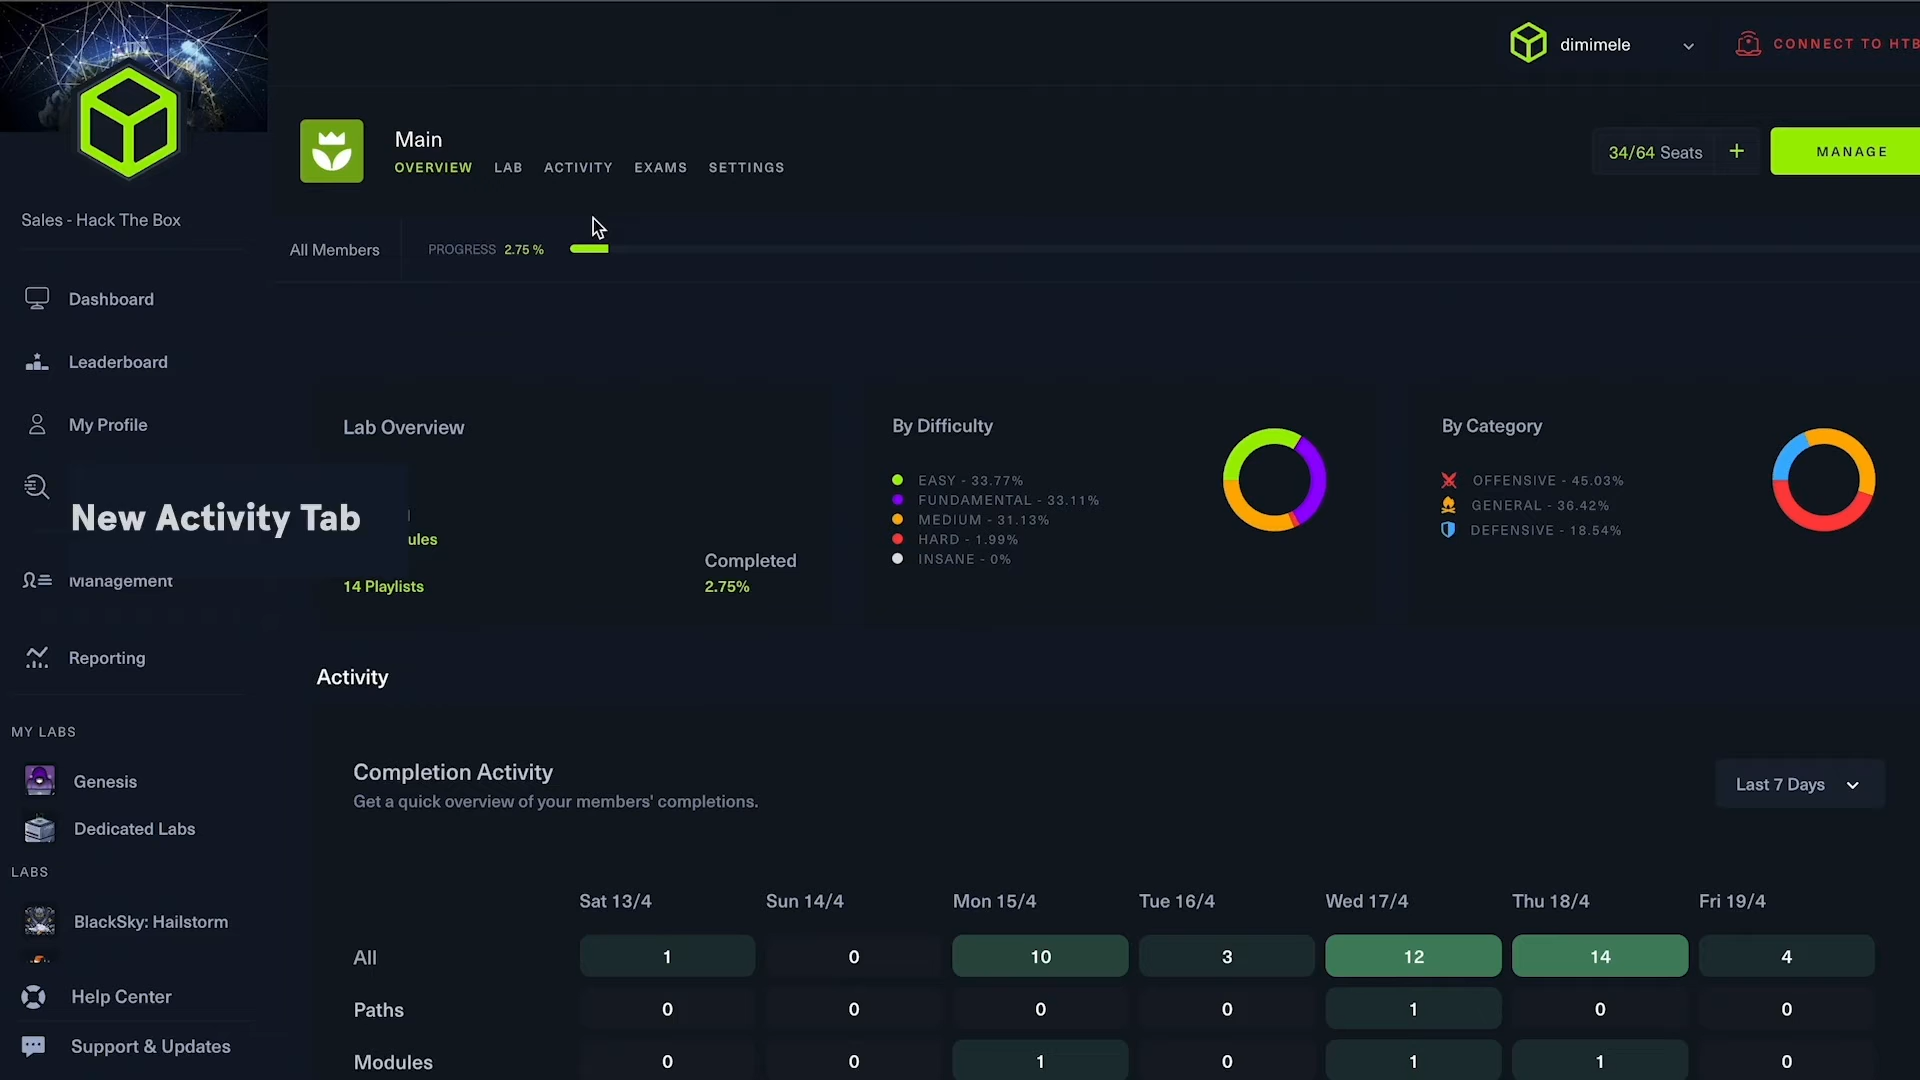 dimimele
CONNECT TO HTB
Main
OVERVIEW LAB ACTIVITY EXAMS SETTINGS
34/64 Seats +
MANAGE
Sales - Hack The Box
All Members
PROGRESS 2.75 %
Dashboard
Leaderboard
My Profile
New Activity Tab
Management
Reporting
MY LABS
Genesis
Dedicated Labs
LABS
BlackSky: Hailstorm
Help Center
Support & Updates
Lab Overview
14 Playlists
Completed
2.75%
By Difficulty
EASY - 33.77%
FUNDAMENTAL - 33.11%
MEDIUM - 31.13%
HARD - 1.99%
INSANE - 0%
By Category
OFFENSIVE - 45.03%
GENERAL - 36.42%
DEFENSIVE - 18.54%
Activity
Completion Activity
Get a quick overview of your members' completions.
Last 7 Days
Sat 13/4 Sun 14/4 Mon 15/4 Tue 16/4 Wed 17/4 Thu 18/4 Fri 19/4
All 1 0 10 3 12 14 4
Paths 0 0 0 0 1 0 0
Modules 0 0 1 0 1 1 0